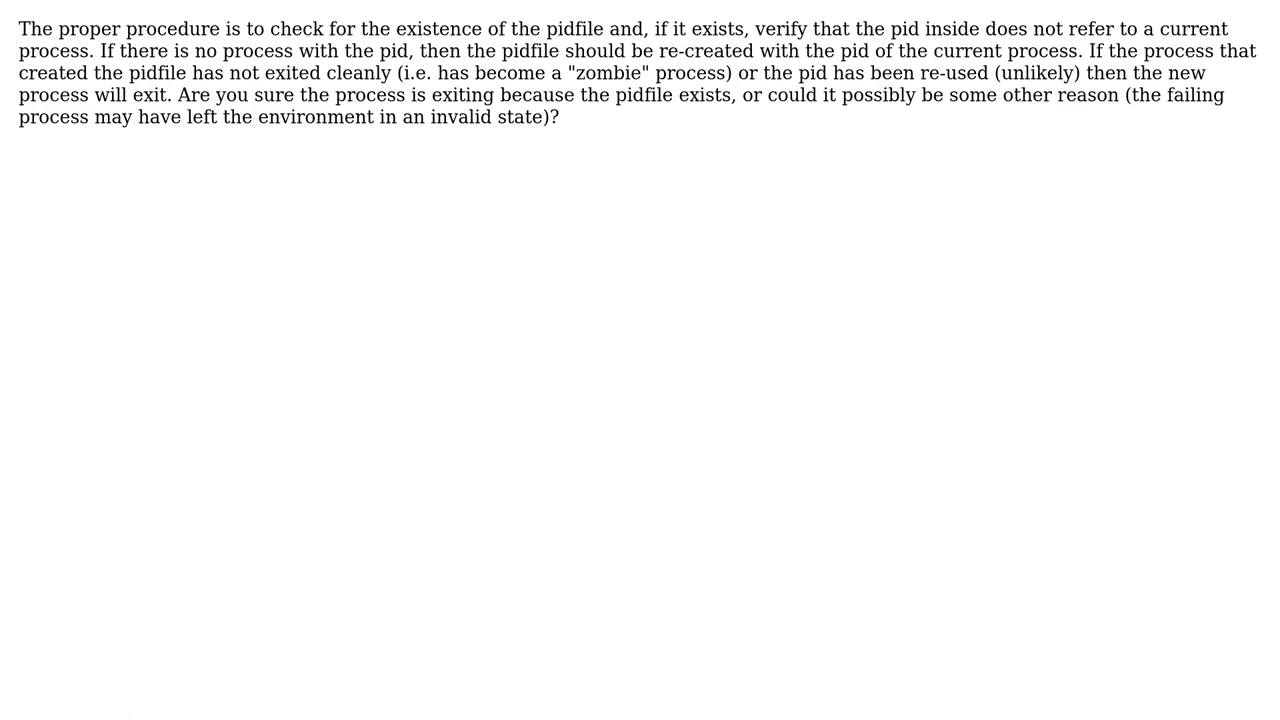 The proper procedure is to check for the existence of the pidfile and, if it exists, verify that the pid inside does not refer to a current
process. If there is no process with the pid, then the pidfile should be re-created with the pid of the current process. If the process that
created the pidfile has not exited cleanly (i.e. has become a "zombie" process) or the pid has been re-used (unlikely) then the new
process will exit. Are you sure the process is exiting because the pidfile exists, or could it possibly be some other reason (the failing
process may have left the environment in an invalid state)?